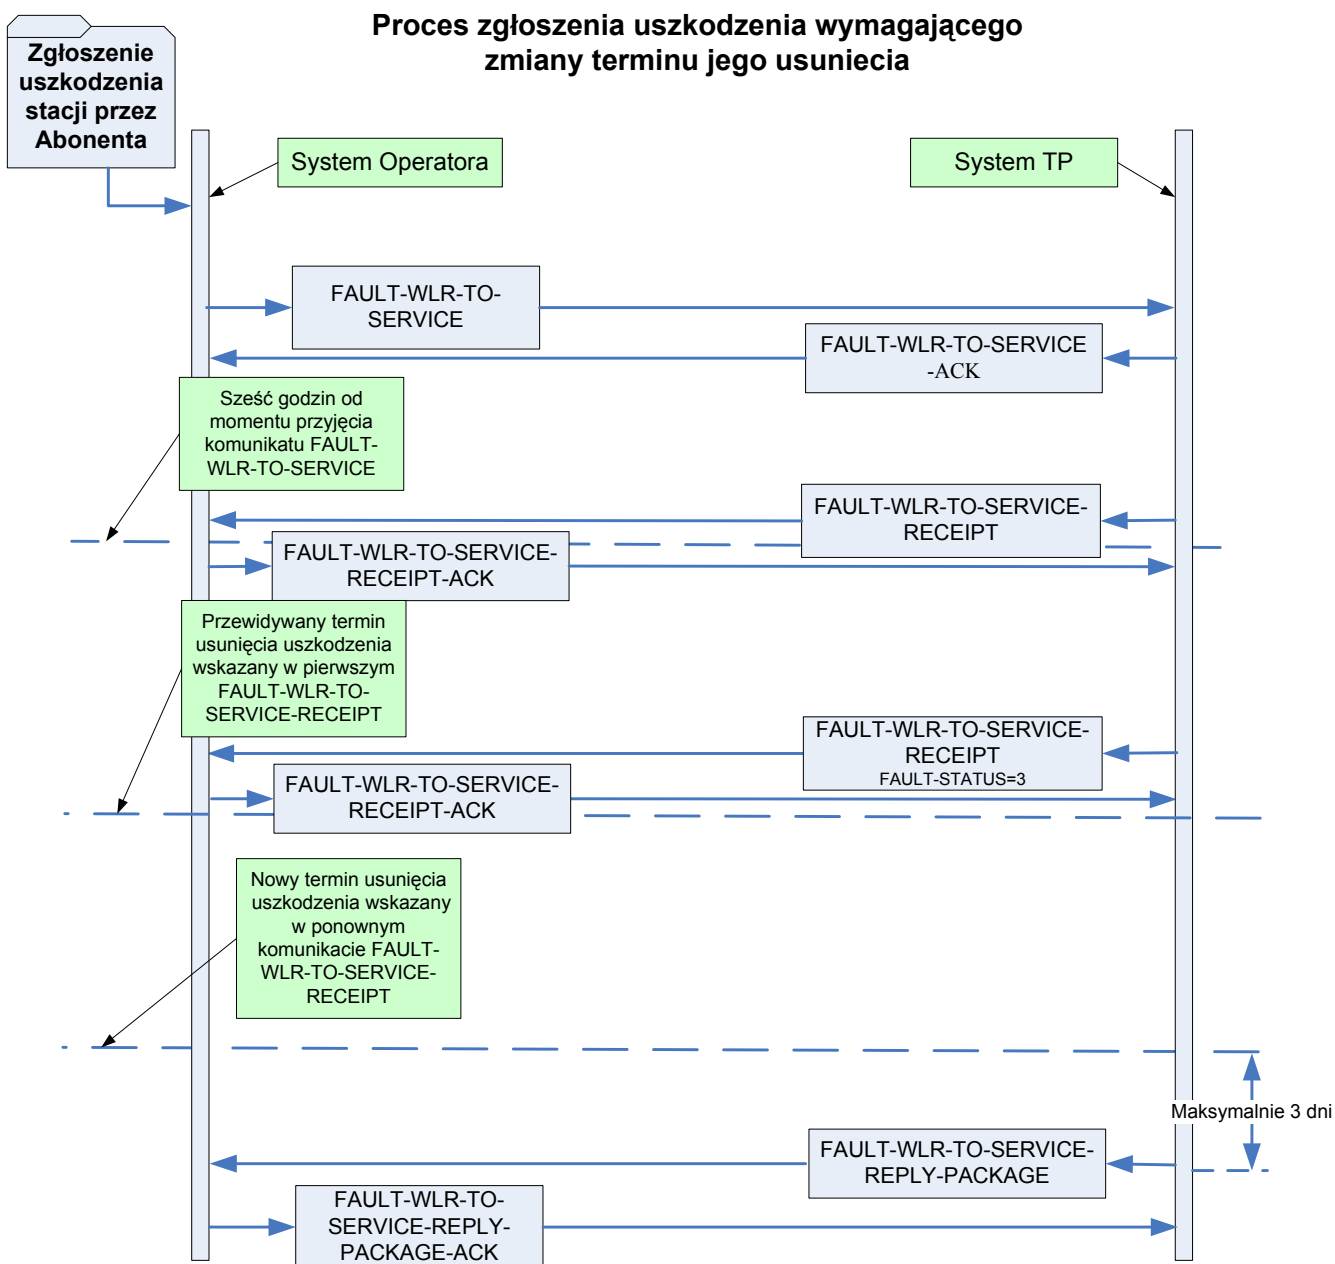 Proces zgłoszenia uszkodzenia wymagającego
zmiany terminu jego usuniecia
Zgłoszenie
uszkodzenia
stacji przez
Abonenta
System Operatora
System TP
FAULT-WLR-TO-
SERVICE
FAULT-WLR-TO-SERVICE
-ACK
Sześć godzin od
momentu przyjęcia
komunikatu FAULT-
WLR-TO-SERVICE
FAULT-WLR-TO-SERVICE-
RECEIPT
FAULT-WLR-TO-SERVICE-
RECEIPT-ACK
Przewidywany termin
usunięcia uszkodzenia
wskazany w pierwszym
FAULT-WLR-TO-
SERVICE-RECEIPT
FAULT-WLR-TO-SERVICE-
RECEIPT
FAULT-STATUS=3
FAULT-WLR-TO-SERVICE-
RECEIPT-ACK
Nowy termin usunięcia
uszkodzenia wskazany
w ponownym
komunikacie FAULT-
WLR-TO-SERVICE-
RECEIPT
Maksymalnie 3 dni
FAULT-WLR-TO-SERVICE-
REPLY-PACKAGE
FAULT-WLR-TO-
SERVICE-REPLY-
PACKAGE-ACK